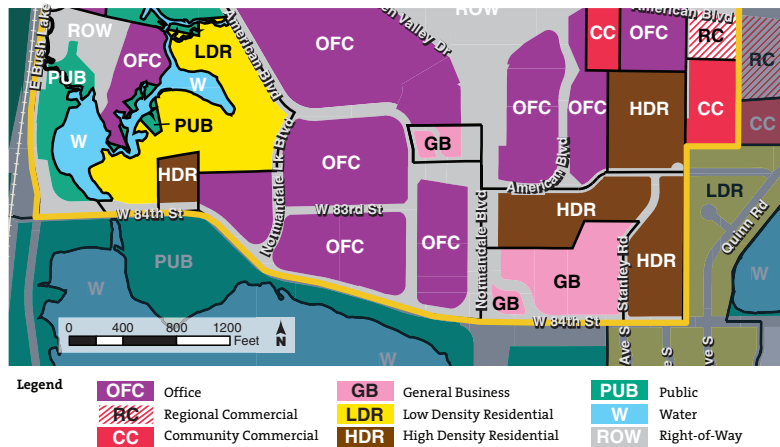 E Bush Lake
ROW
PUB
OFC
LDR
W
W
PUB
HDR
American Blvd
OFC
en Valley Dr
ROW
American Blvd
CC
OFC
RC
RC
OFC
OFC
HDR
CC
CC
GB
Normandale Lk Blvd
OFC
American Blvd
LDR
Quinn Rd
W 84th St
W 83rd St
OFC
OFC
Normandale Blvd
HDR
Stanley Rd
HDR
GB
GB
PUB
W
W
W
W 84th St
Ave S
e S
Ave S
0 400 800 1200
Feet
N
Legend
OFC Office
RC Regional Commercial
CC Community Commercial
GB General Business
LDR Low Density Residential
HDR High Density Residential
PUB Public
W Water
ROW Right-of-Way